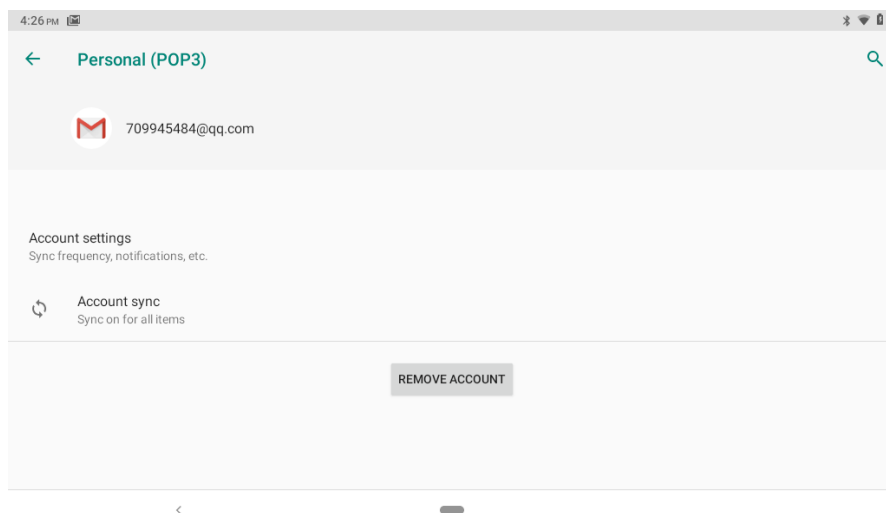 4:26 PM
Personal (POP3)
709945484@qq.com
Account settings
Sync frequency, notifications, etc.
Account sync
Sync on for all items
REMOVE ACCOUNT